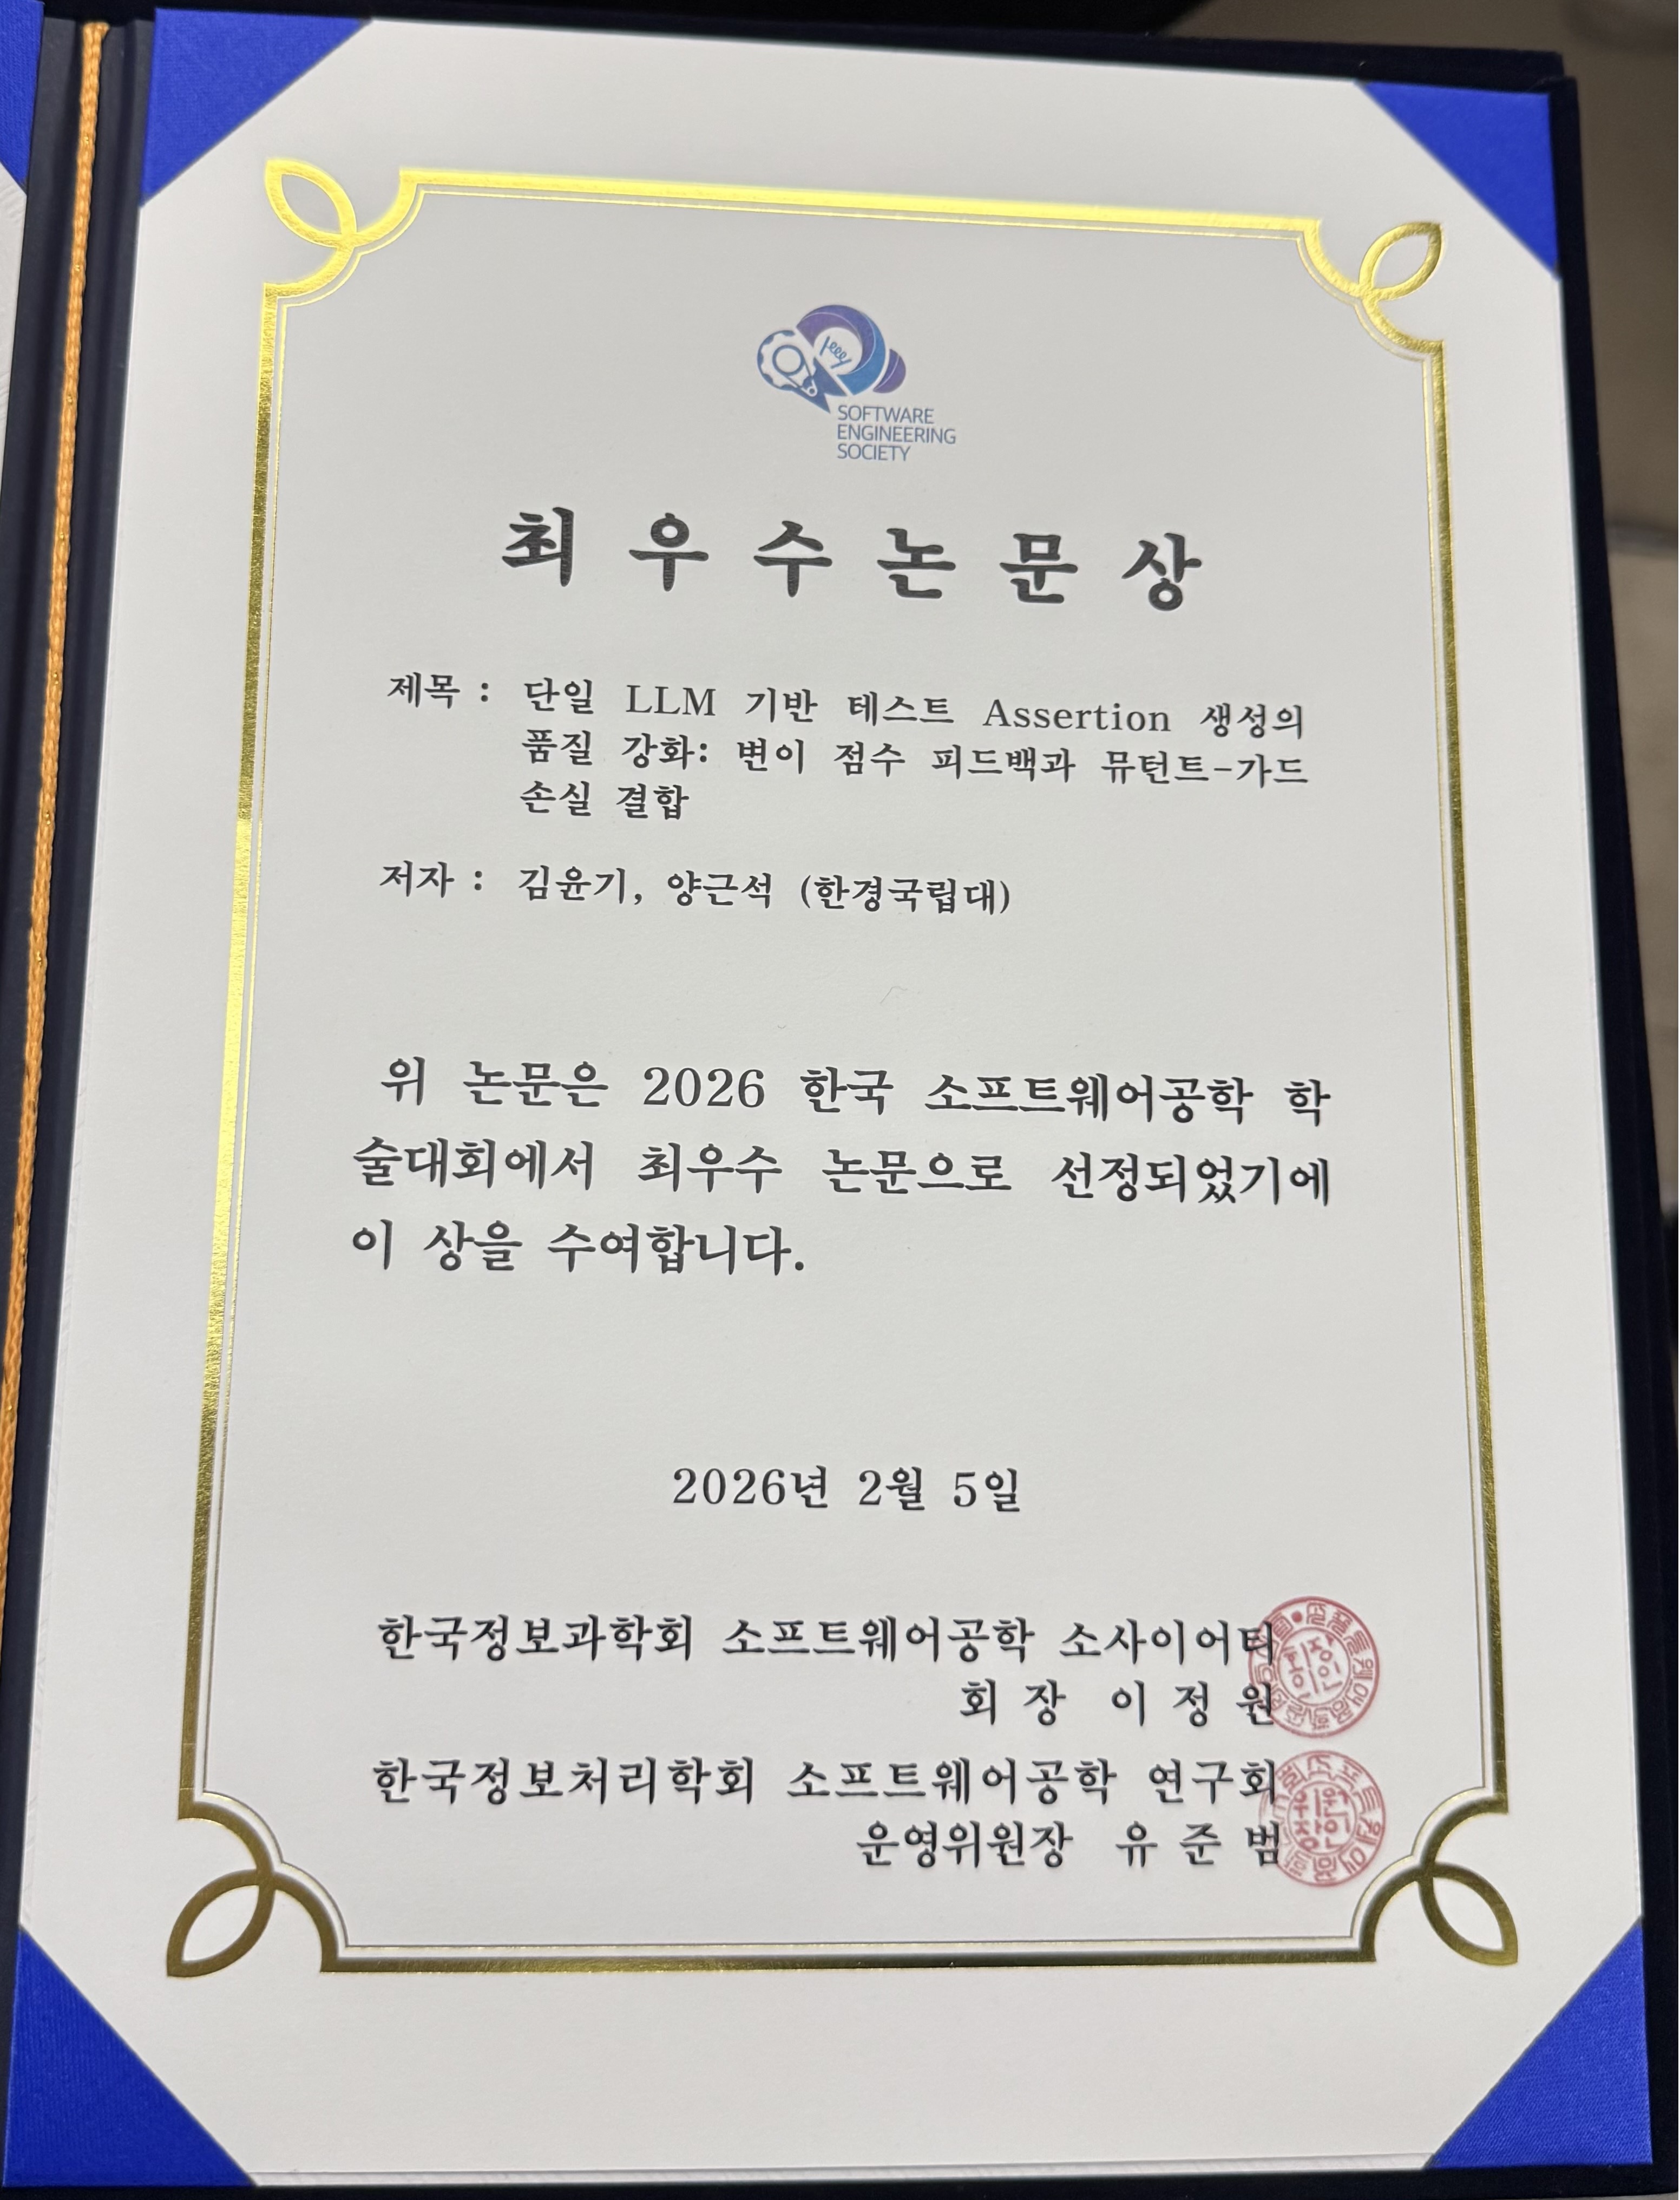 SOFTWARE
ENGINEERING
SOCIETY
최우수논문상
제목 : 단일 LLM 기반 테스트 Assertion 생성의
품질 강화: 변이 점수 피드백과 뮤턴트-가드
손실 결합
저자 : 김윤기, 양근석 (한경국립대)
위 논문은 2026 한국 소프트웨어공학 학
술대회에서 최우수 논문으로 선정되었기에
이 상을 수여합니다.
2026년 2월 5일
한국정보과학회 소프트웨어공학 소사이어티
회 장 이 정 원
한국정보처리학회 소프트웨어공학 연구회
운영위원장 유 준 범